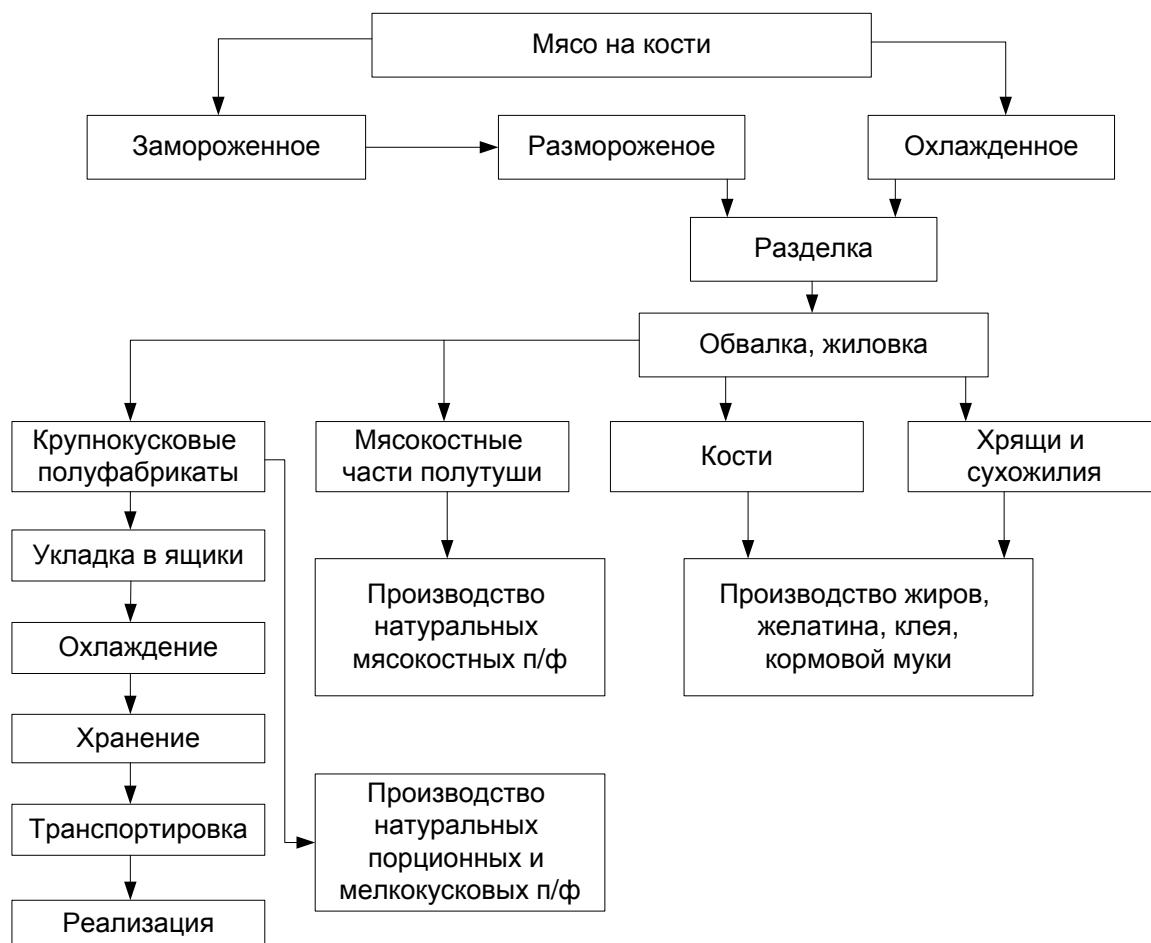 Мясо на кости
Замороженное
Размороженое
Охлажденное
Разделка
Обвалка, жиловка
Крупнокусковые
полуфабрикаты
Мясокостные
части полутуши
Кости
Хрящи и
сухожилия
Укладка в ящики
Производство
натуральных
мясокостных п/ф
Производство жиров,
желатина, клея,
кормовой муки
Охлаждение
Хранение
Транспортировка
Производство
натуральных
порционных и
мелкокусковых п/ф
Реализация